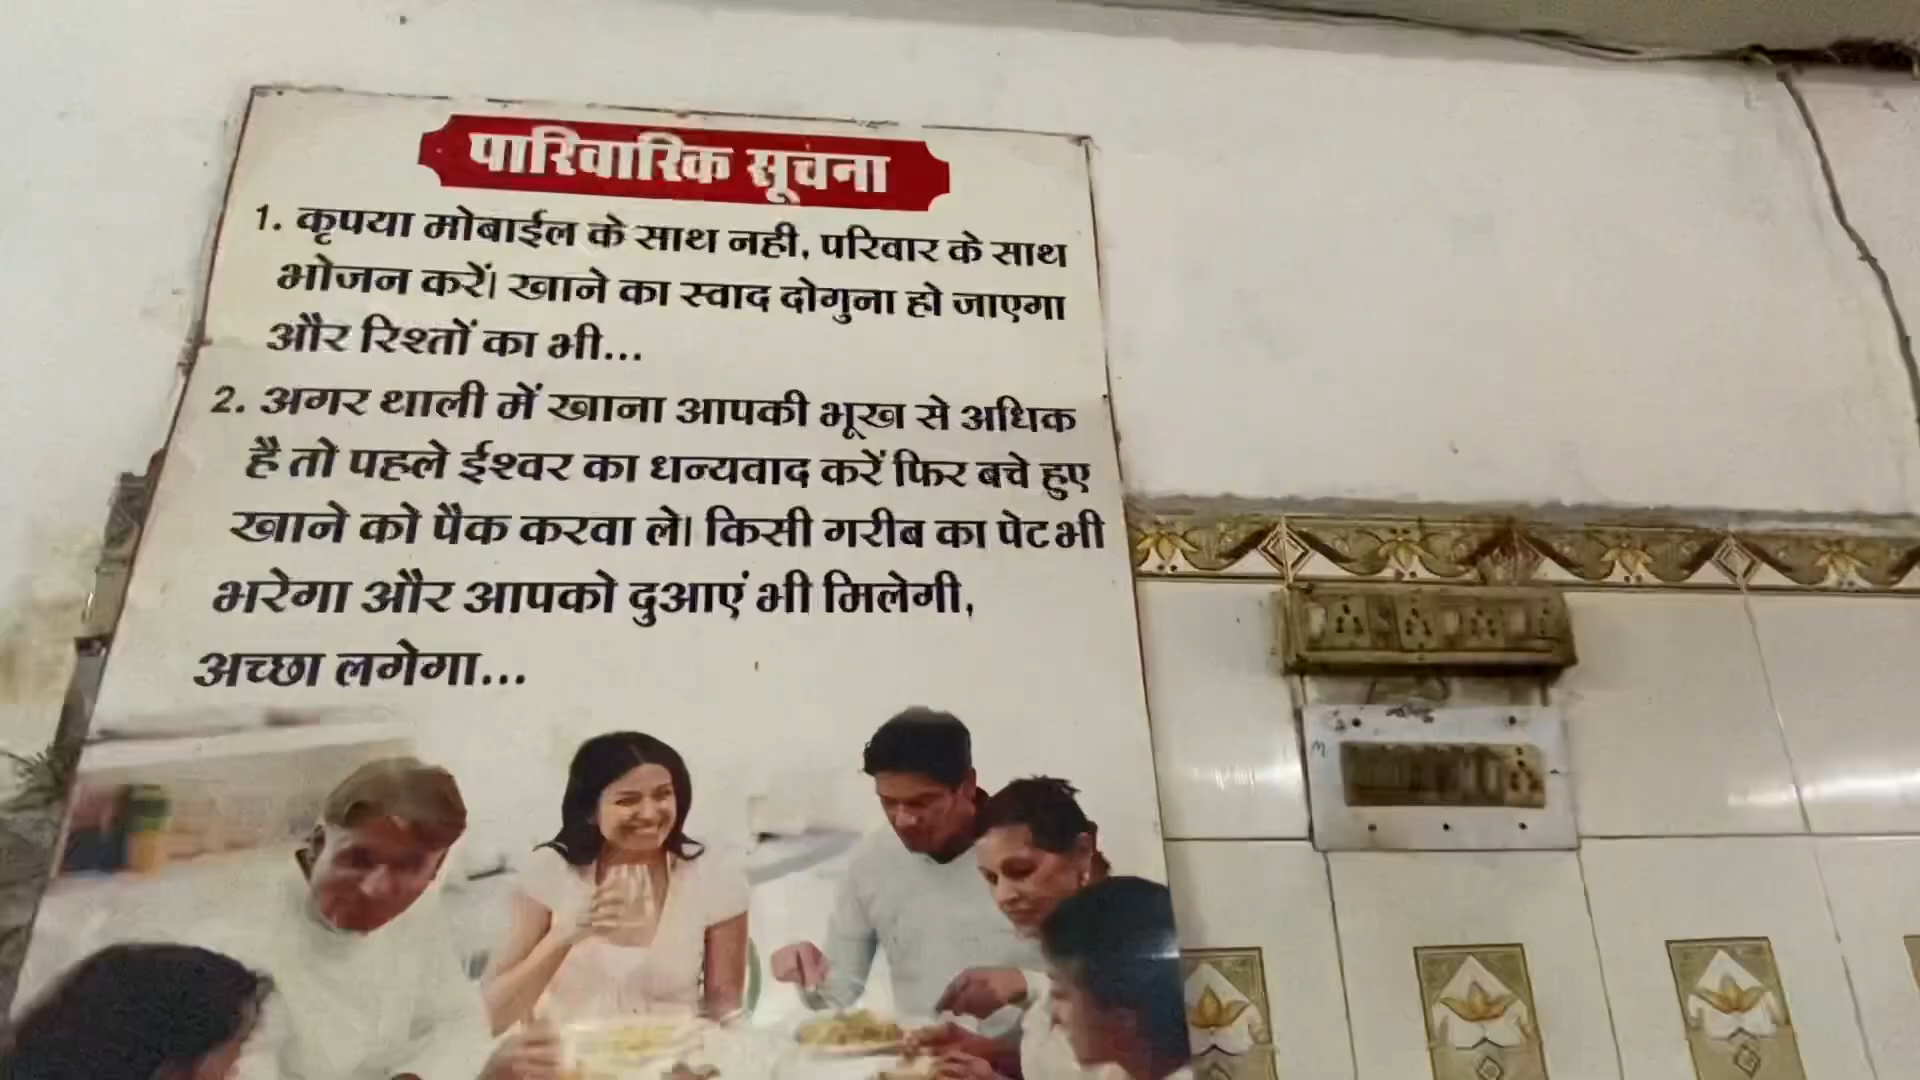 पारिवारिक सूचना
1. कृपया मोबाईल के साथ नही, परिवार के साथ
भोजन करें। खाने का स्वाद दोगुना हो जाएगा
और रिश्तों का भी...
2. अगर थाली में खाना आपकी भूख से अधिक
है तो पहले ईश्वर का धन्यवाद करें फिर बचे हुए
खाने को पैक करवा ले। किसी गरीब का पेट भी
भरेगा और आपको दुआएं भी मिलेगी,
अच्छा लगेगा...